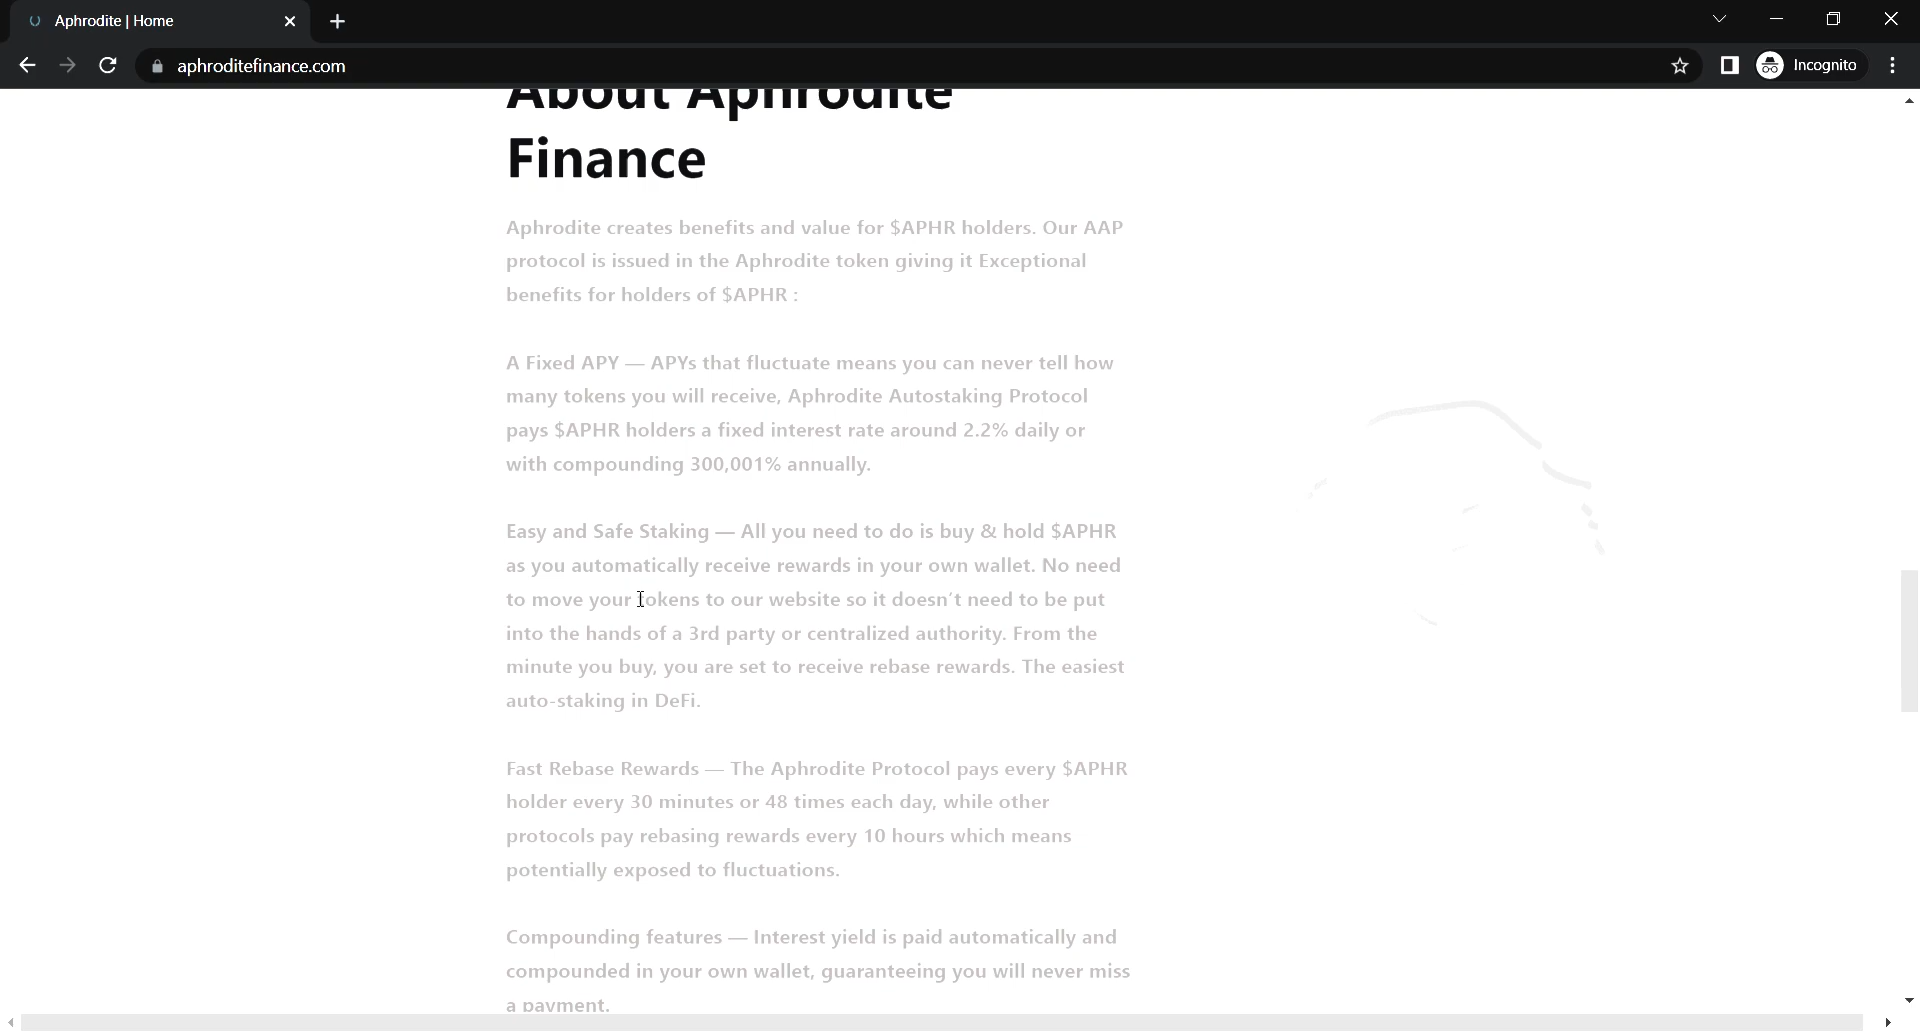 Aphrodite | Home
aphroditefinance.com
Incognito
About Aphrodite
Finance
Aphrodite creates benefits and value for $APHR holders. Our AAP
protocol is issued in the Aphrodite token giving it Exceptional
benefits for holders of $APHR :
A Fixed APY — APYs that fluctuate means you can never tell how
many tokens you will receive, Aphrodite Autostaking Protocol
pays $APHR holders a fixed interest rate around 2.2% daily or
with compounding 300,001% annually.
Easy and Safe Staking — All you need to do is buy & hold $APHR
as you automatically receive rewards in your own wallet. No need
to move your tokens to our website so it doesn't need to be put
into the hands of a 3rd party or centralized authority. From the
minute you buy, you are set to receive rebase rewards. The easiest
auto-staking in DeFi.
Fast Rebase Rewards — The Aphrodite Protocol pays every $APHR
holder every 30 minutes or 48 times each day, while other
protocols pay rebasing rewards every 10 hours which means
potentially exposed to fluctuations.
Compounding features — Interest yield is paid automatically and
compounded in your own wallet, guaranteeing you will never miss
a payment.